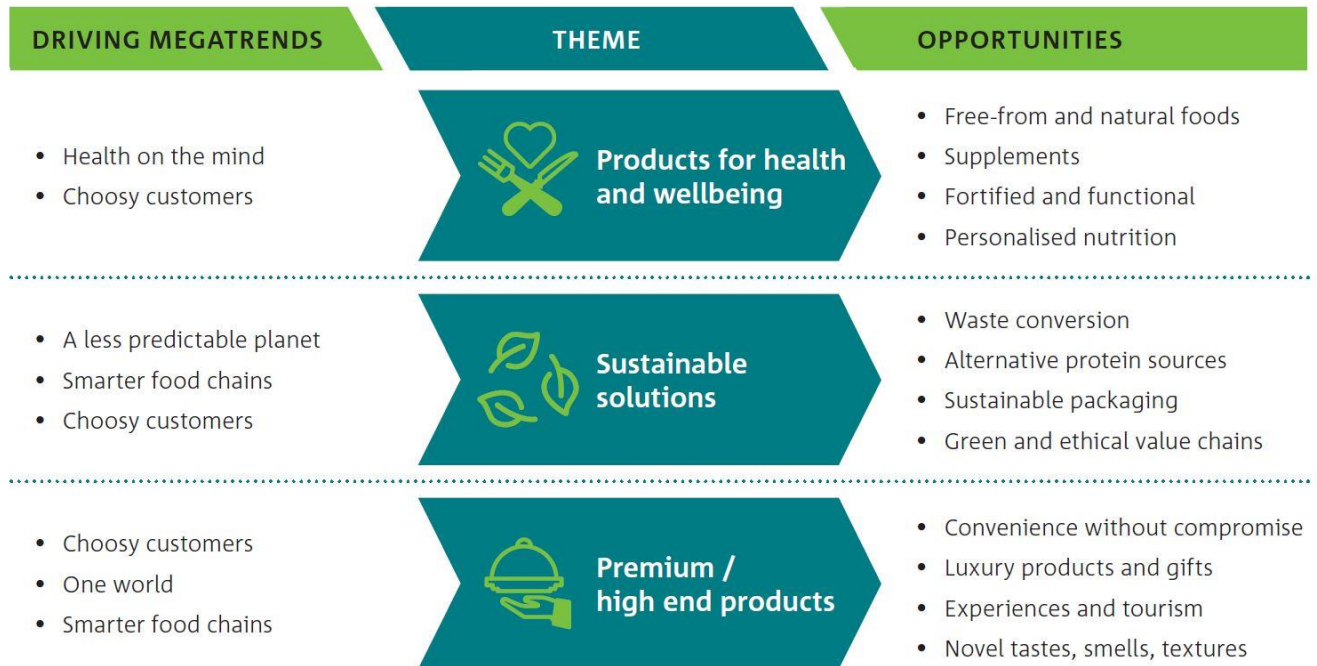 DRIVING MEGATRENDS
THEME
OPPORTUNITIES
• Health on the mind
• Choosy customers
Products for health
and wellbeing
• Free-from and natural foods
• Supplements
• Fortified and functional
• Personalised nutrition
• A less predictable planet
• Smarter food chains
• Choosy customers
Sustainable
solutions
• Waste conversion
• Alternative protein sources
• Sustainable packaging
• Green and ethical value chains
• Choosy customers
• One world
• Smarter food chains
Premium /
high end products
• Convenience without compromise
• Luxury products and gifts
• Experiences and tourism
• Novel tastes, smells, textures